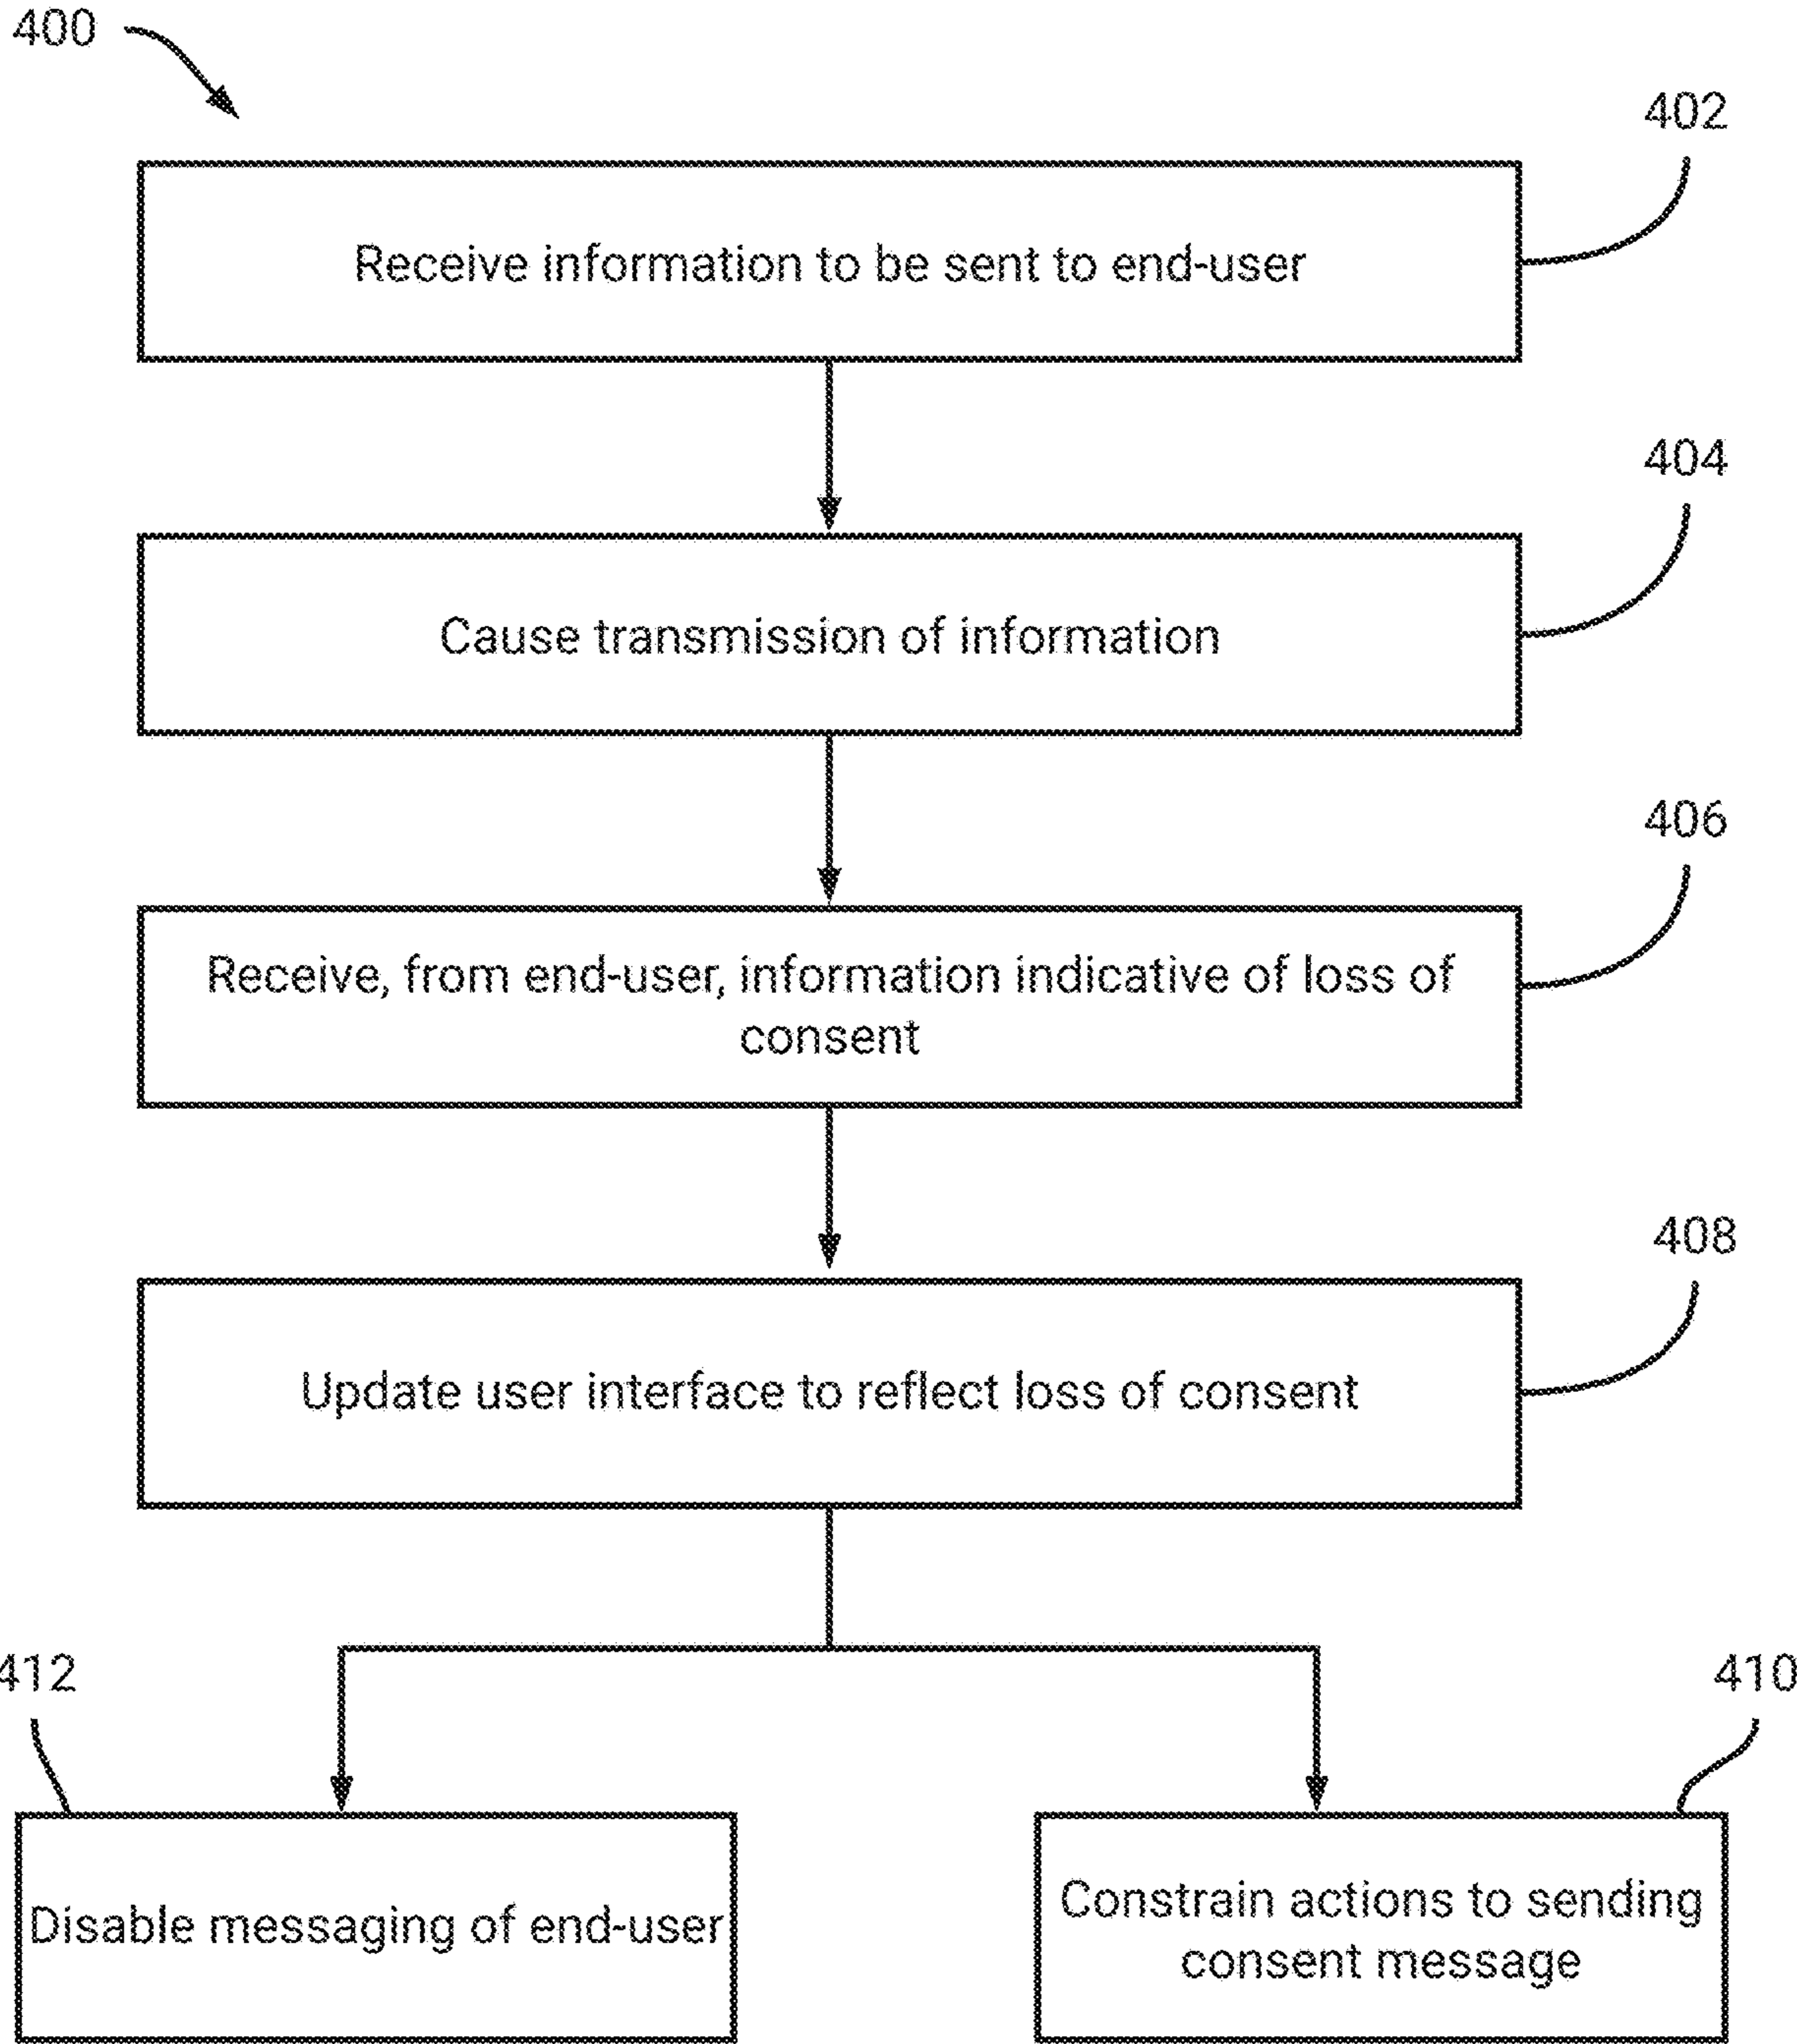 400
402
Receive information to be sent to end-user
404
Cause transmission of information
406
Receive, from end-user, information indicative of loss of
consent
408
Update user interface to reflect loss of consent
412
410
Disable messaging of end-user
Constrain actions to sending
consent message